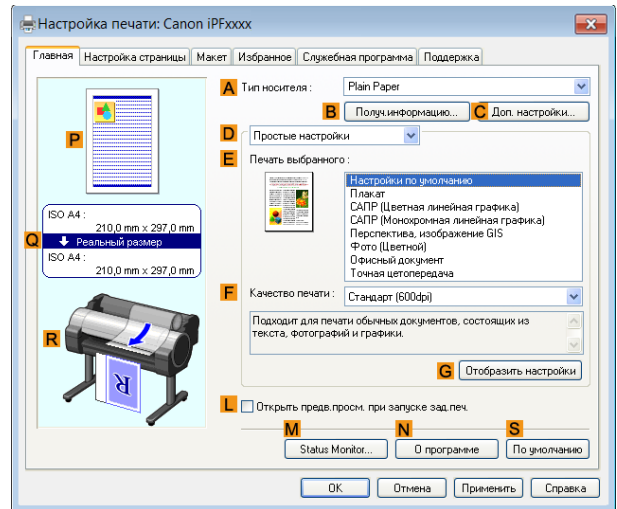 Настройка печати: Canon iPFxxxx
Главная Настройка страницы Макет Избранное Служебная программа Поддержка
A Тип носителя : Plain Paper
B Получ.информацию... C Доп. настройки...
D Простые настройки
E Печать выбранного :
Настройки по умолчанию
Плакат
САПР (Цветная линейная графика)
САПР (Монохромная линейная графика)
Перспектива, изображение GIS
Фото (Цветной)
Офисный документ
Точная цетопередача
P
ISO A4 :
210,0 mm x 297,0 mm
Q Реальный размер
ISO A4 :
210,0 mm x 297,0 mm
F Качество печати : Стандарт (600dpi)
Подходит для печати обычных документов, состоящих из
текста, фотографий и графики.
G Отобразить настройки
R
R
L Открыть предв.просм. при запуске зад.печ.
M N S
Status Monitor... О программе По умолчанию
OK Отмена Применить Справка